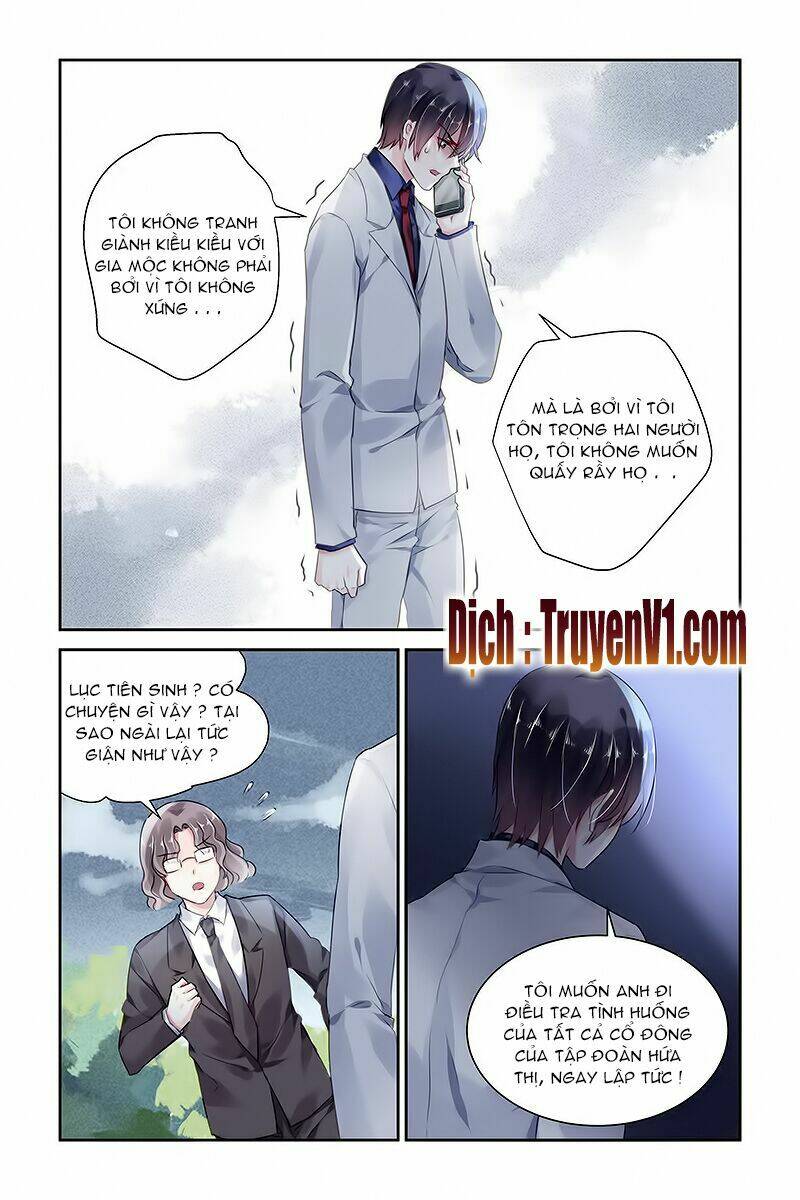 TÔI KHÔNG TRANH
GIÀNH KIỀU KIỀU VỚI
GIA MỘC KHÔNG PHẢI
BỞI VÌ TÔI KHÔNG
XỨNG . . .
MÀ LÀ BỞI VÌ TÔI
TÔN TRỌNG HAI NGƯỜI
HỌ, TÔI KHÔNG MUỐN
QUẤY RẦY HỌ . .
Dịch : TruyenV1.com
LỤC TIÊN SINH ? CÓ
CHUYỆN GÌ VẬY ? TẠI
SAO NGÀI LẠI TỨC
GIẬN NHƯ VẬY ?
TÔI MUỐN ANH ĐI
ĐIỀU TRA TÌNH HUỐNG
CỦA TẤT CẢ CỔ ĐÔNG
CỦA TẬP ĐOÀN HỨA
THỊ, NGAY LẬP TỨC !